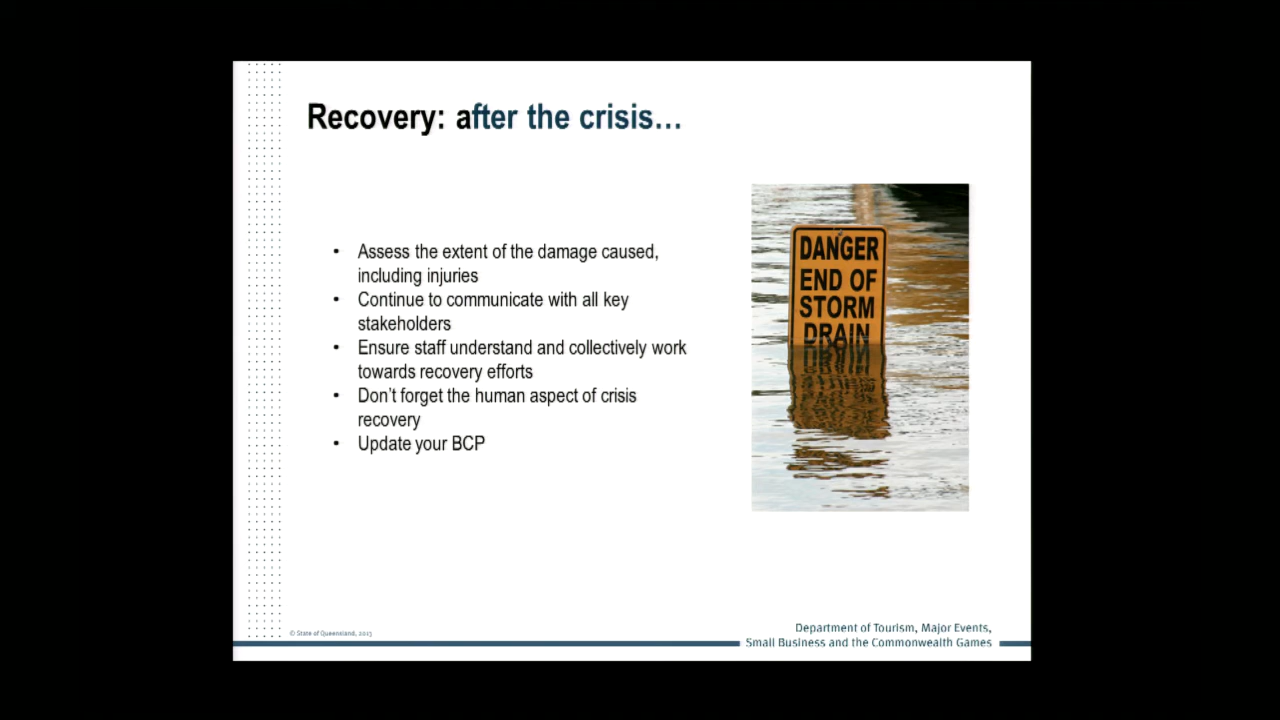 Recovery: after the crisis…
• Assess the extent of the damage caused,
including injuries
• Continue to communicate with all key
stakeholders
• Ensure staff understand and collectively work
towards recovery efforts
• Don't forget the human aspect of crisis
recovery
• Update your BCP
DANGER
END OF
STORM
DRAIN
© State of Queensland, 2013
Department of Tourism, Major Events,
Small Business and the Commonwealth Games